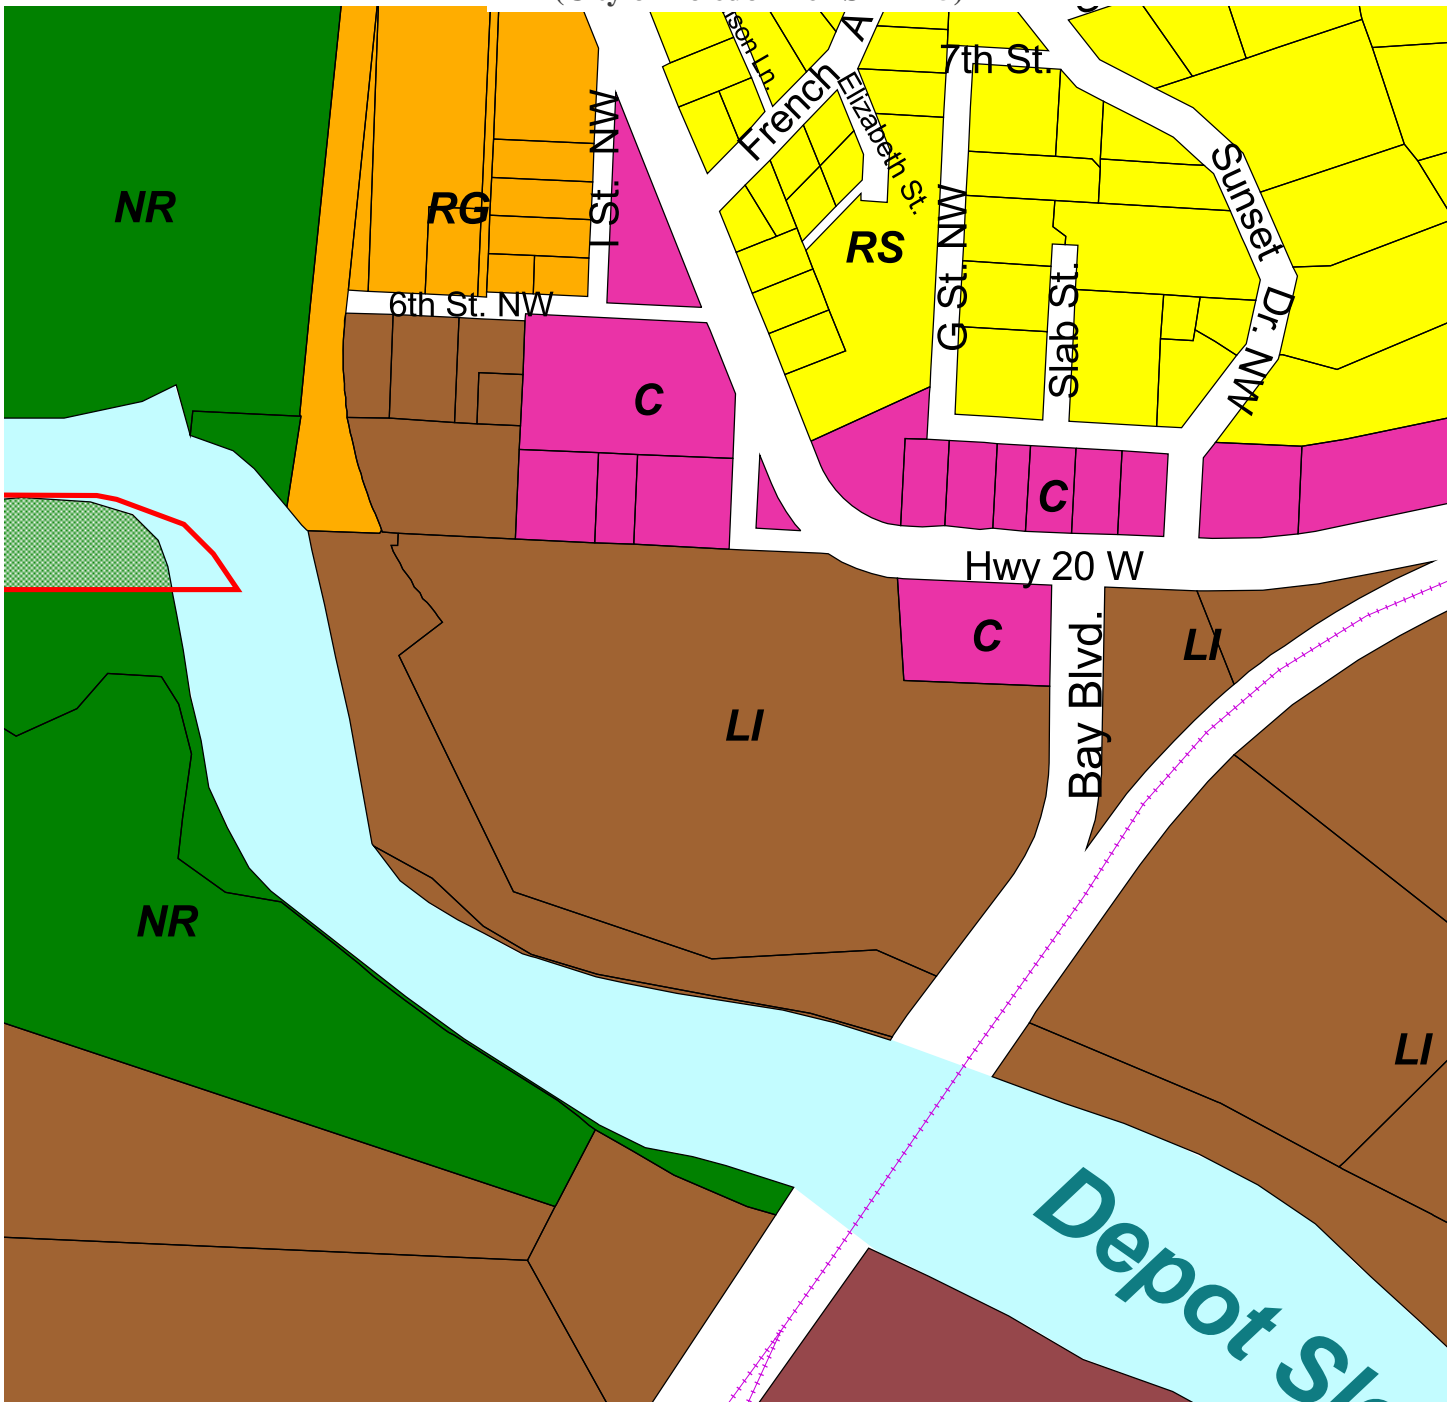 7th St.
French
Elizabeth St.
Sunset
Dr. NW
NR
RG
I St. NW
RS
G St. NW
Slab St.
6th St. NW
C
C
Hwy 20 W
C
LI
LI
Bay Blvd.
NR
LI
Depot